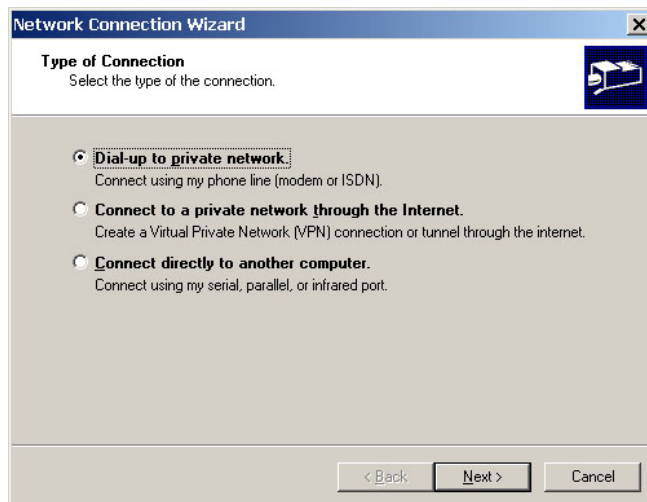 Network Connection Wizard
Type of Connection
Select the type of the connection.
Dial-up to private network.
Connect using my phone line (modem or ISDN).
Connect to a private network through the Internet.
Create a Virtual Private Network (VPN) connection or tunnel through the internet.
Connect directly to another computer.
Connect using my serial, parallel, or infrared port.
< Back Next > Cancel